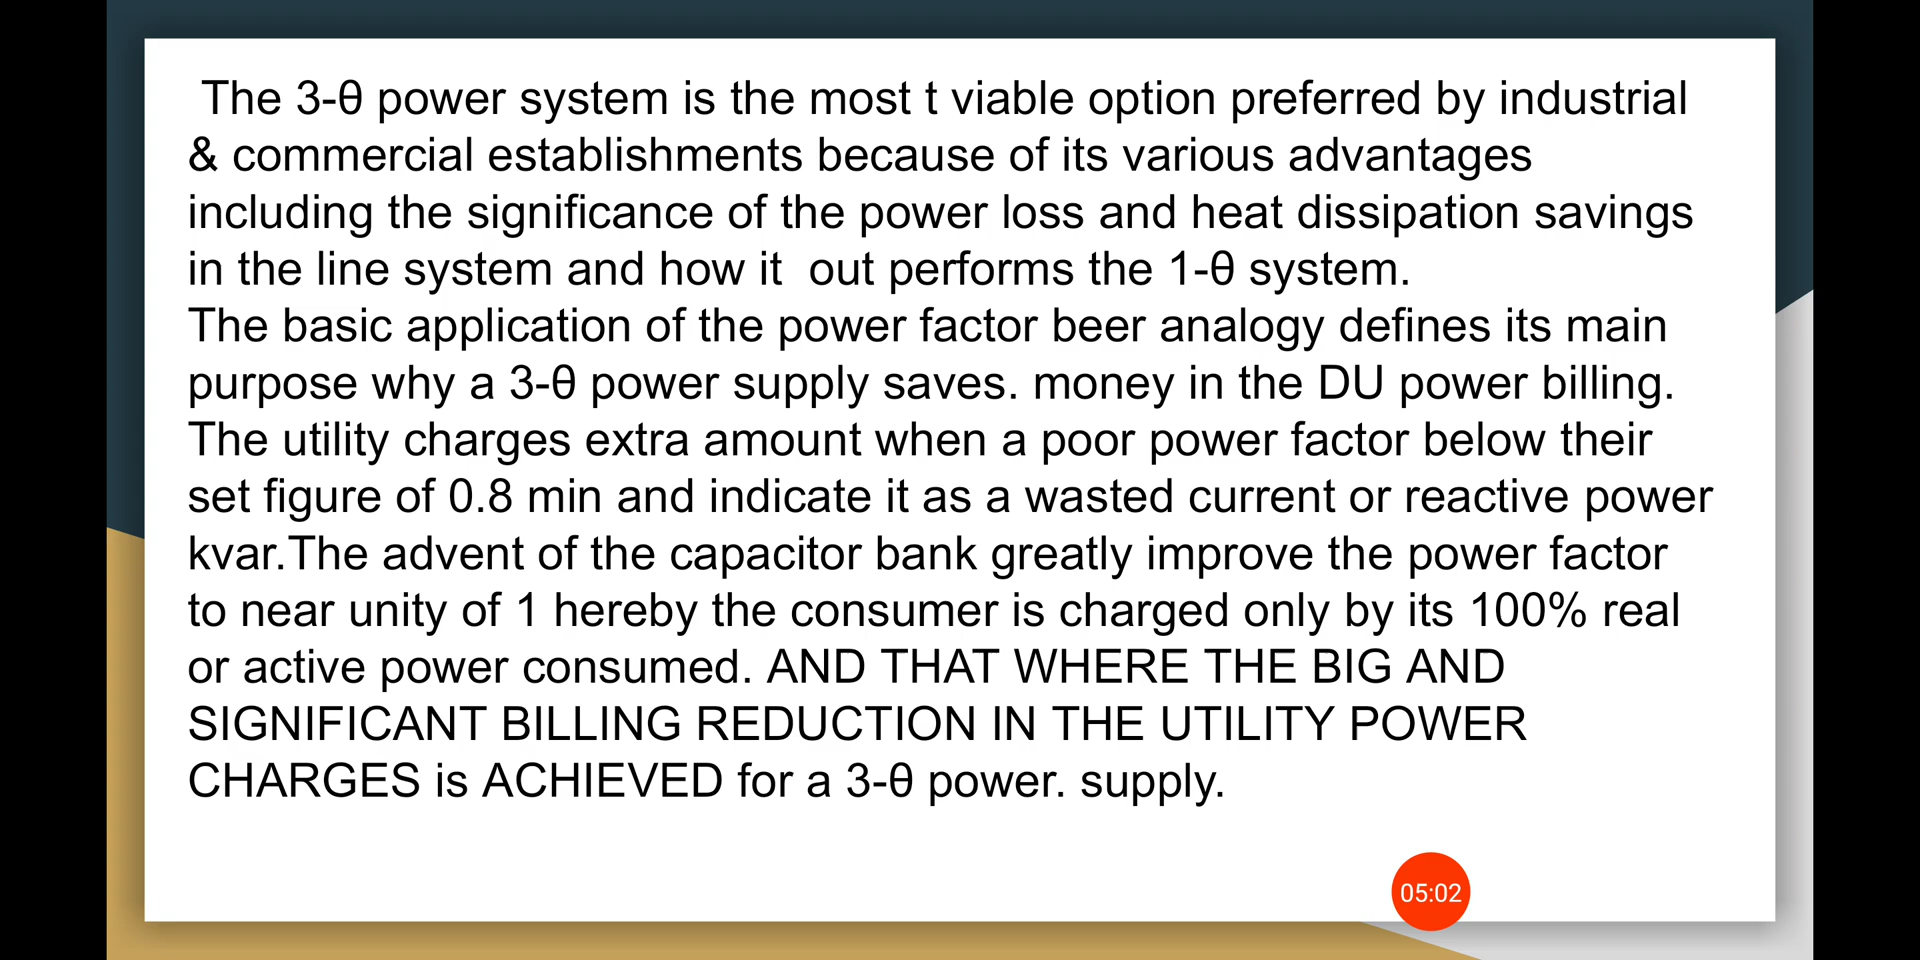 The 3-θ power system is the most t viable option preferred by industrial
& commercial establishments because of its various advantages
including the significance of the power loss and heat dissipation savings
in the line system and how it  out performs the 1-θ system.
The basic application of the power factor beer analogy defines its main
purpose why a 3-θ power supply saves. money in the DU power billing.
The utility charges extra amount when a poor power factor below their
set figure of 0.8 min and indicate it as a wasted current or reactive power
kvar.The advent of the capacitor bank greatly improve the power factor
to near unity of 1 hereby the consumer is charged only by its 100% real
or active power consumed. AND THAT WHERE THE BIG AND
SIGNIFICANT BILLING REDUCTION IN THE UTILITY POWER
CHARGES is ACHIEVED for a 3-θ power. supply.
05:02